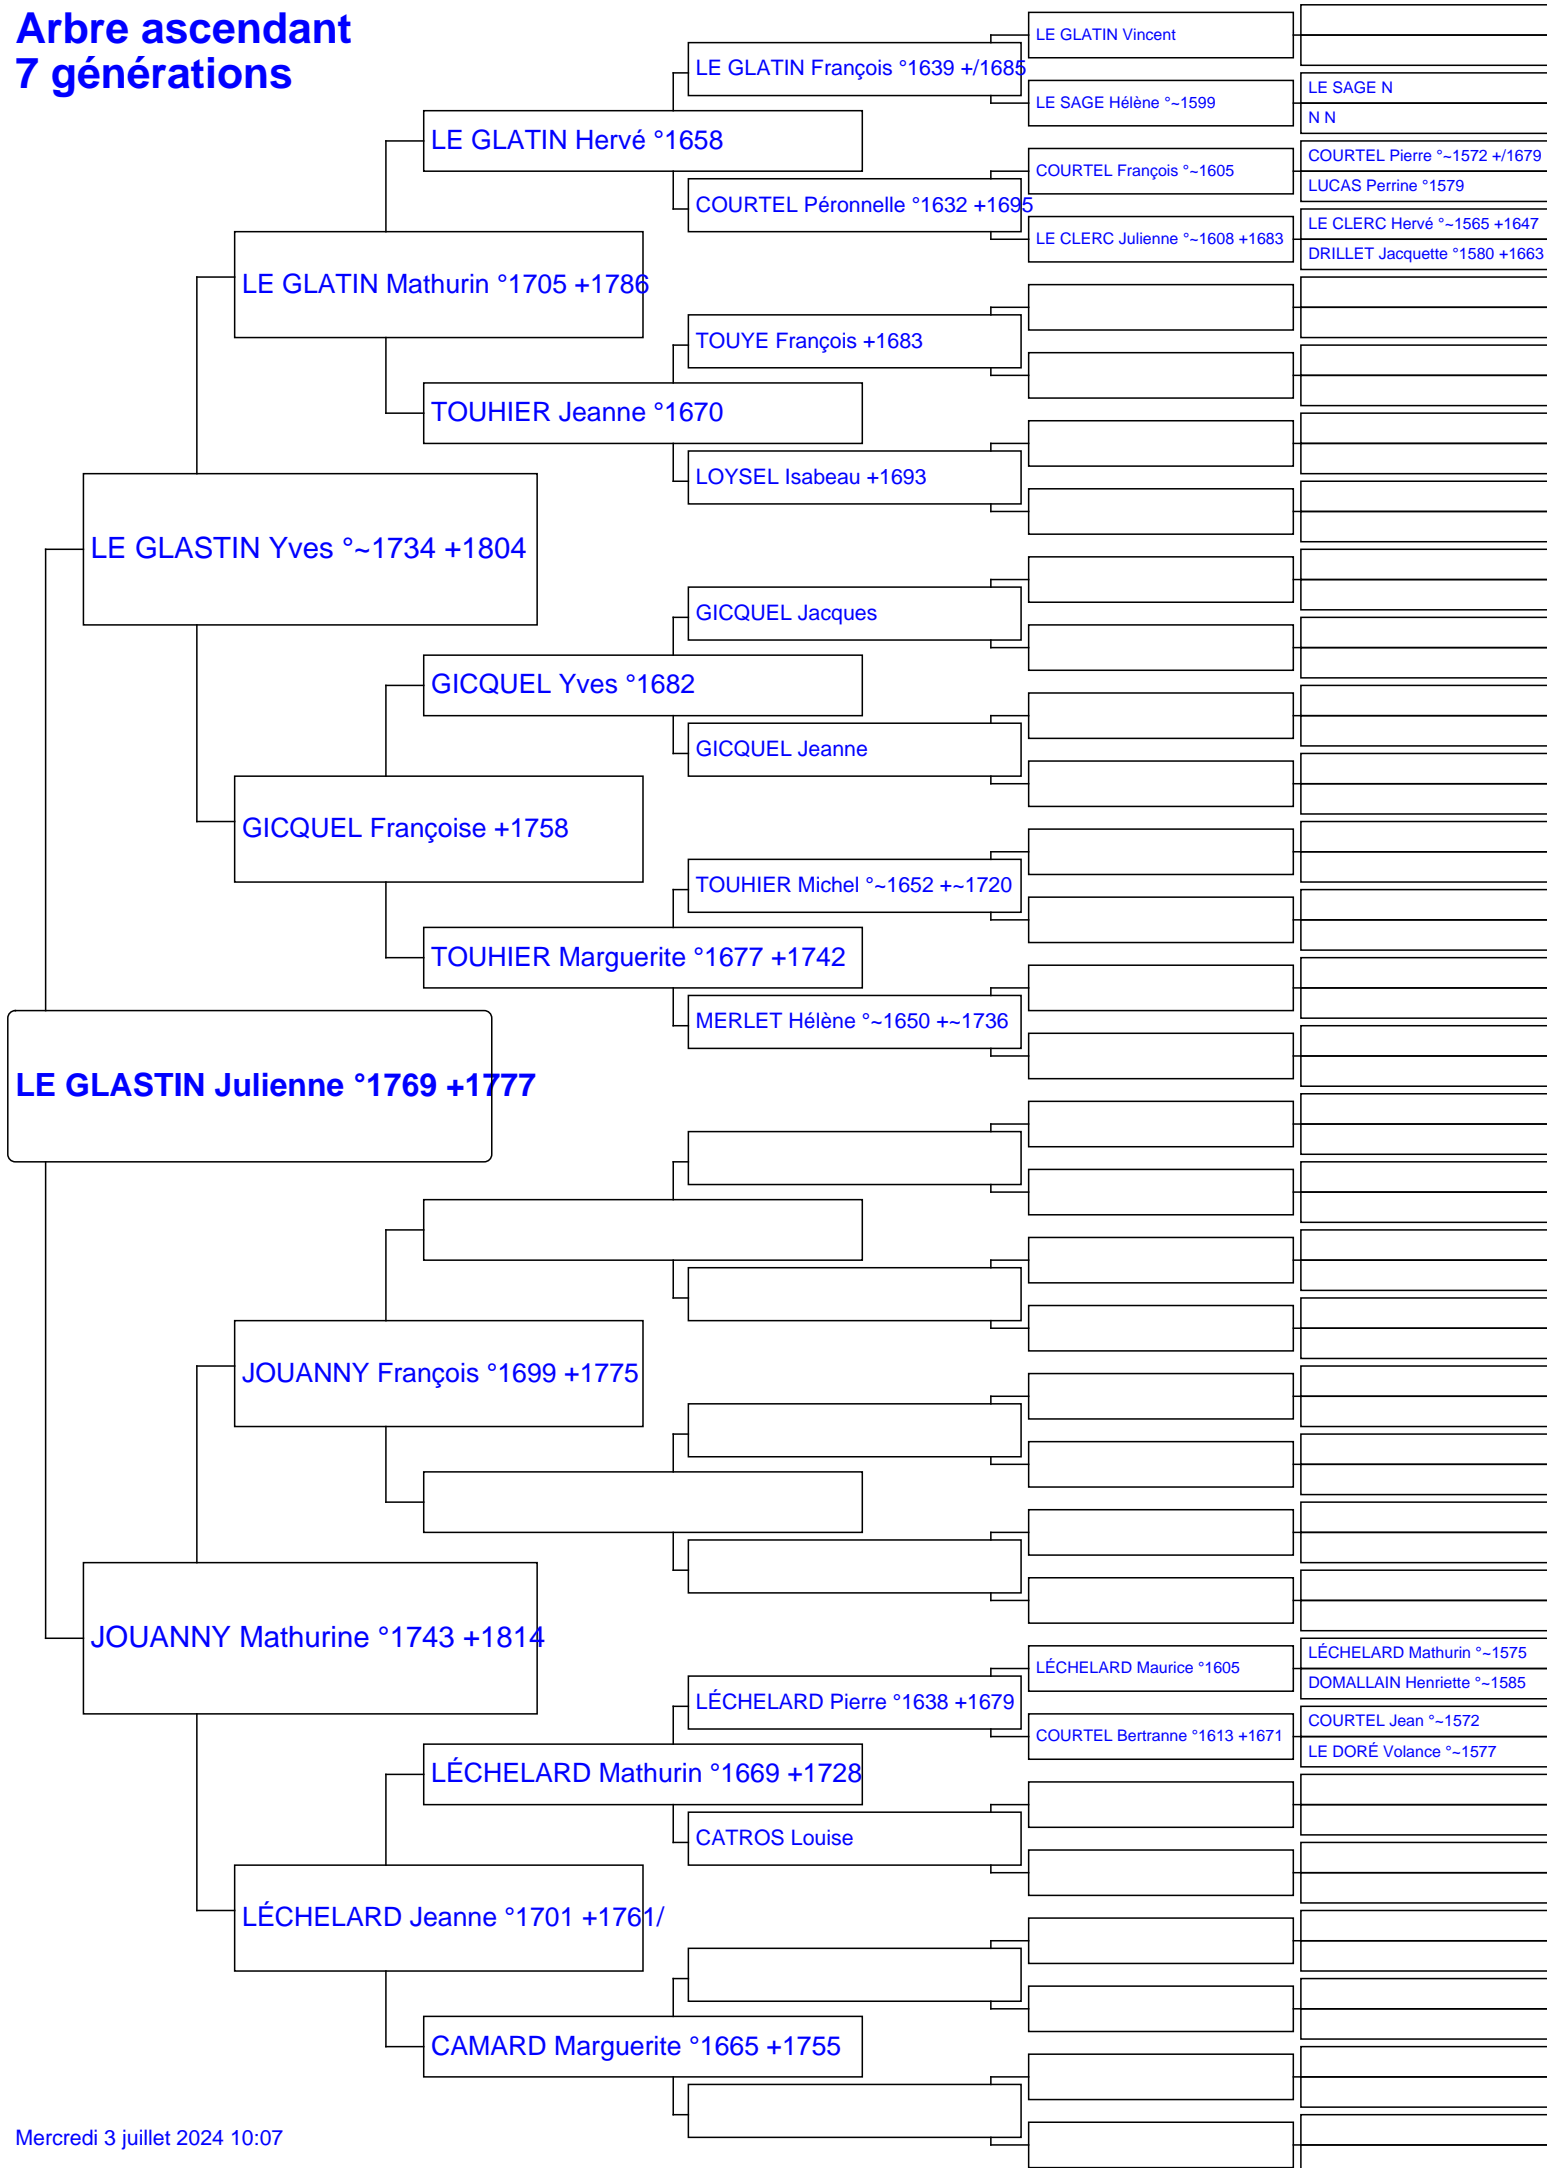 Arbre ascendant
7 générations
LE GLASTIN Julienne °1769 +1777
LE GLASTIN Yves °~1734 +1804
JOUANNY Mathurine °1743 +1814
LE GLATIN Mathurin °1705 +1786
GICQUEL Françoise +1758
JOUANNY François °1699 +1775
LÉCHELARD Jeanne °1701 +1761/
LE GLATIN Hervé °1658
TOUHIER Jeanne °1670
GICQUEL Yves °1682
TOUHIER Marguerite °1677 +1742
LÉCHELARD Mathurin °1669 +1728
CAMARD Marguerite °1665 +1755
LE GLATIN François °1639 +/1685
COURTEL Péronnelle °1632 +1695
TOUYE François +1683
LOYSEL Isabeau +1693
GICQUEL Jacques
GICQUEL Jeanne
TOUHIER Michel °~1652 +~1720
MERLET Hélène °~1650 +~1736
LÉCHELARD Pierre °1638 +1679
CATROS Louise
LE GLATIN Vincent
LE SAGE Hélène °~1599
COURTEL François °~1605
LE CLERC Julienne °~1608 +1683
LÉCHELARD Maurice °1605
COURTEL Bertranne °1613 +1671
LE SAGE N
N N
COURTEL Pierre °~1572 +/1679
LUCAS Perrine °1579
LE CLERC Hervé °~1565 +1647
DRILLET Jacquette °1580 +1663
LÉCHELARD Mathurin °~1575
DOMALLAIN Henriette °~1585
COURTEL Jean °~1572
LE DORÉ Volance °~1577
Mercredi 3 juillet 2024 10:07